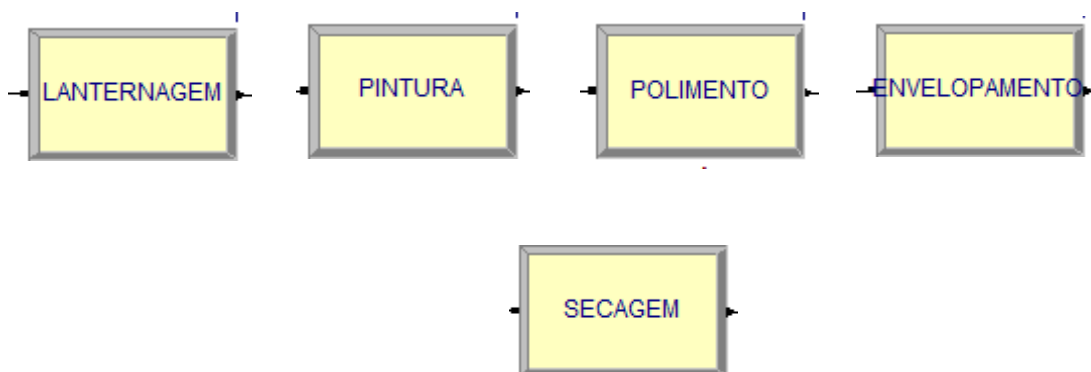 LANTERNAGEM
PINTURA
POLIMENTO
ENVELOPAMENTO
SECAGEM